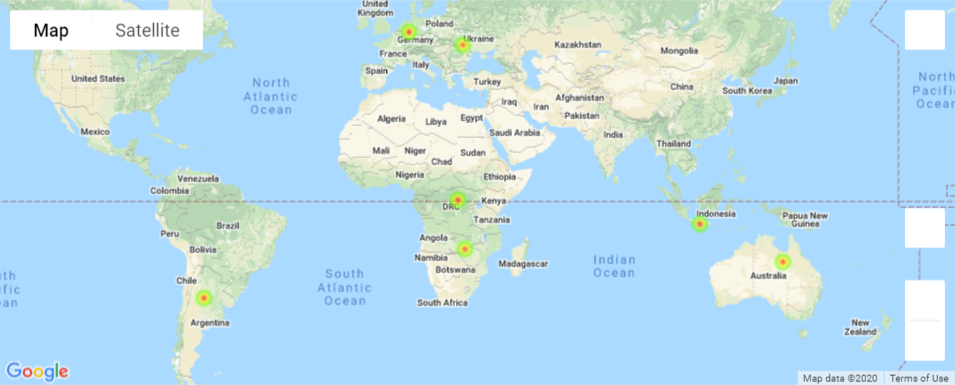 Map
Satellite
United
Kingdom
Poland
Germany
Ukraine
France
Italy
Spain
Turkey
Kazakhstan
Mongolia
China
Japan
South Korea
United States
North
Atlantic
Ocean
North
Pacific
Ocean
Mexico
Algeria
Libya
Egypt
Iraq
Iran
Afghanistan
Pakistan
Saudi Arabia
India
Thailand
Mali
Niger
Chad
Sudan
Nigeria
Ethiopia
Venezuela
Colombia
DRC
Kenya
Tanzania
Indonesia
Papua New
Guinea
Peru
Brazil
Bolivia
Angola
Namibia
Botswana
Madagascar
Indian
Ocean
Australia
Chile
South
Atlantic
Ocean
South Africa
Argentina
New
Zealand
Google
Map data ©2020
Terms of Use